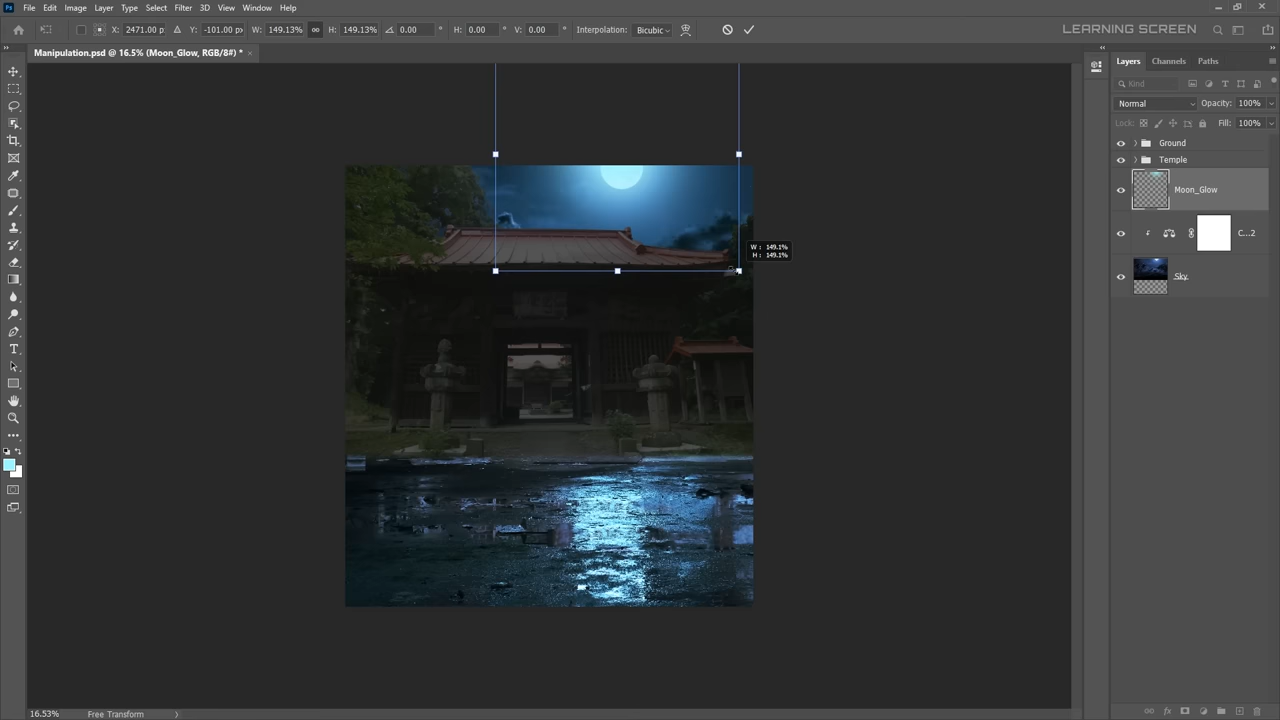 File Edit Image Layer Type Select Filter 3D View Window Help
X: 2471.00 px Y: -101.00 px W: 149.13% H: 149.13% 0.00 ° H: 0.00 ° V: 0.00 ° Interpolation: Bicubic
LEARNING SCREEN
Manipulation.psd @ 16.5% (Moon_Glow, RGB/8#) * ×
Layers Channels Paths
Kind
Normal Opacity: 100%
Lock: Fill: 100%
Ground
Temple
Moon_Glow
C...2
Sky
W: 149.1%
H: 149.1%
16.53% Free Transform